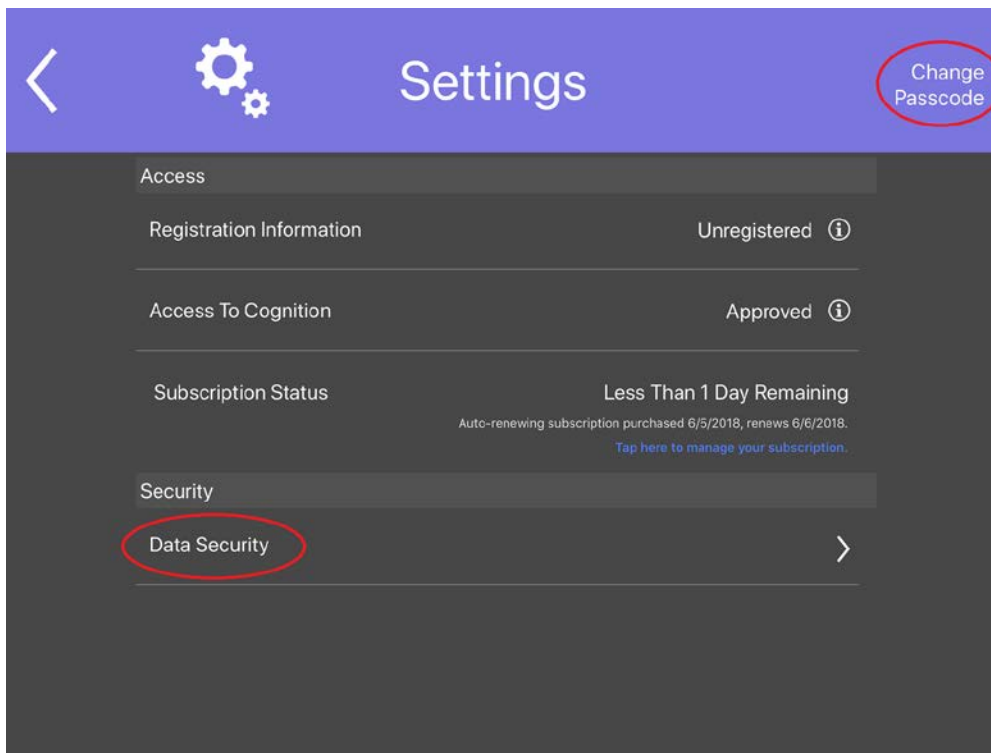 Settings
Change
Passcode
Access
Registration Information Unregistered
Access To Cognition Approved
Subscription Status Less Than 1 Day Remaining
Auto-renewing subscription purchased 6/5/2018, renews 6/6/2018.
Tap here to manage your subscription.
Security
Data Security